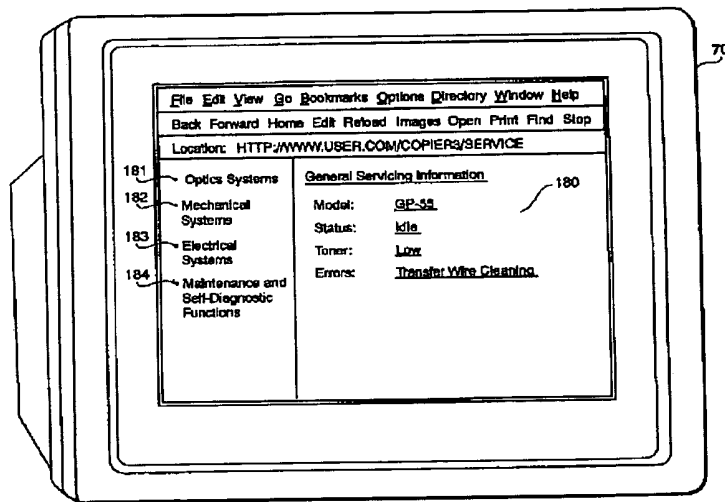 70
File Edit View Go Bookmarks Options Directory Window Help
Back Forward Home Edit Reload Images Open Print Find Stop
Location: HTTP://WWW.USER.COM/COPIER3/SERVICE
181
Optics Systems
182
Mechanical
Systems
183
Electrical
Systems
184
Maintenance and
Self-Diagnostic
Functions
General Servicing Information
180
Model: GP-55
Status: Idle
Toner: Low
Errors: Transfer Wire Cleaning